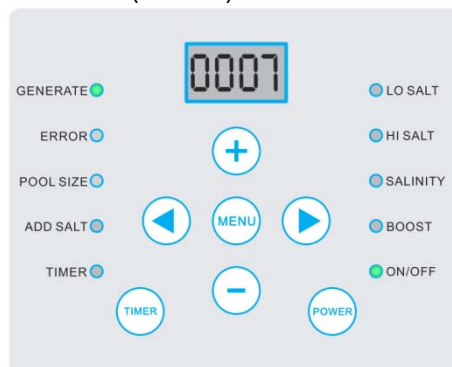 0007
GENERATE
LO SALT
ERROR
HI SALT
+
POOL SIZE
SALINITY
ADD SALT
MENU
BOOST
TIMER
ON/OFF
−
TIMER
POWER